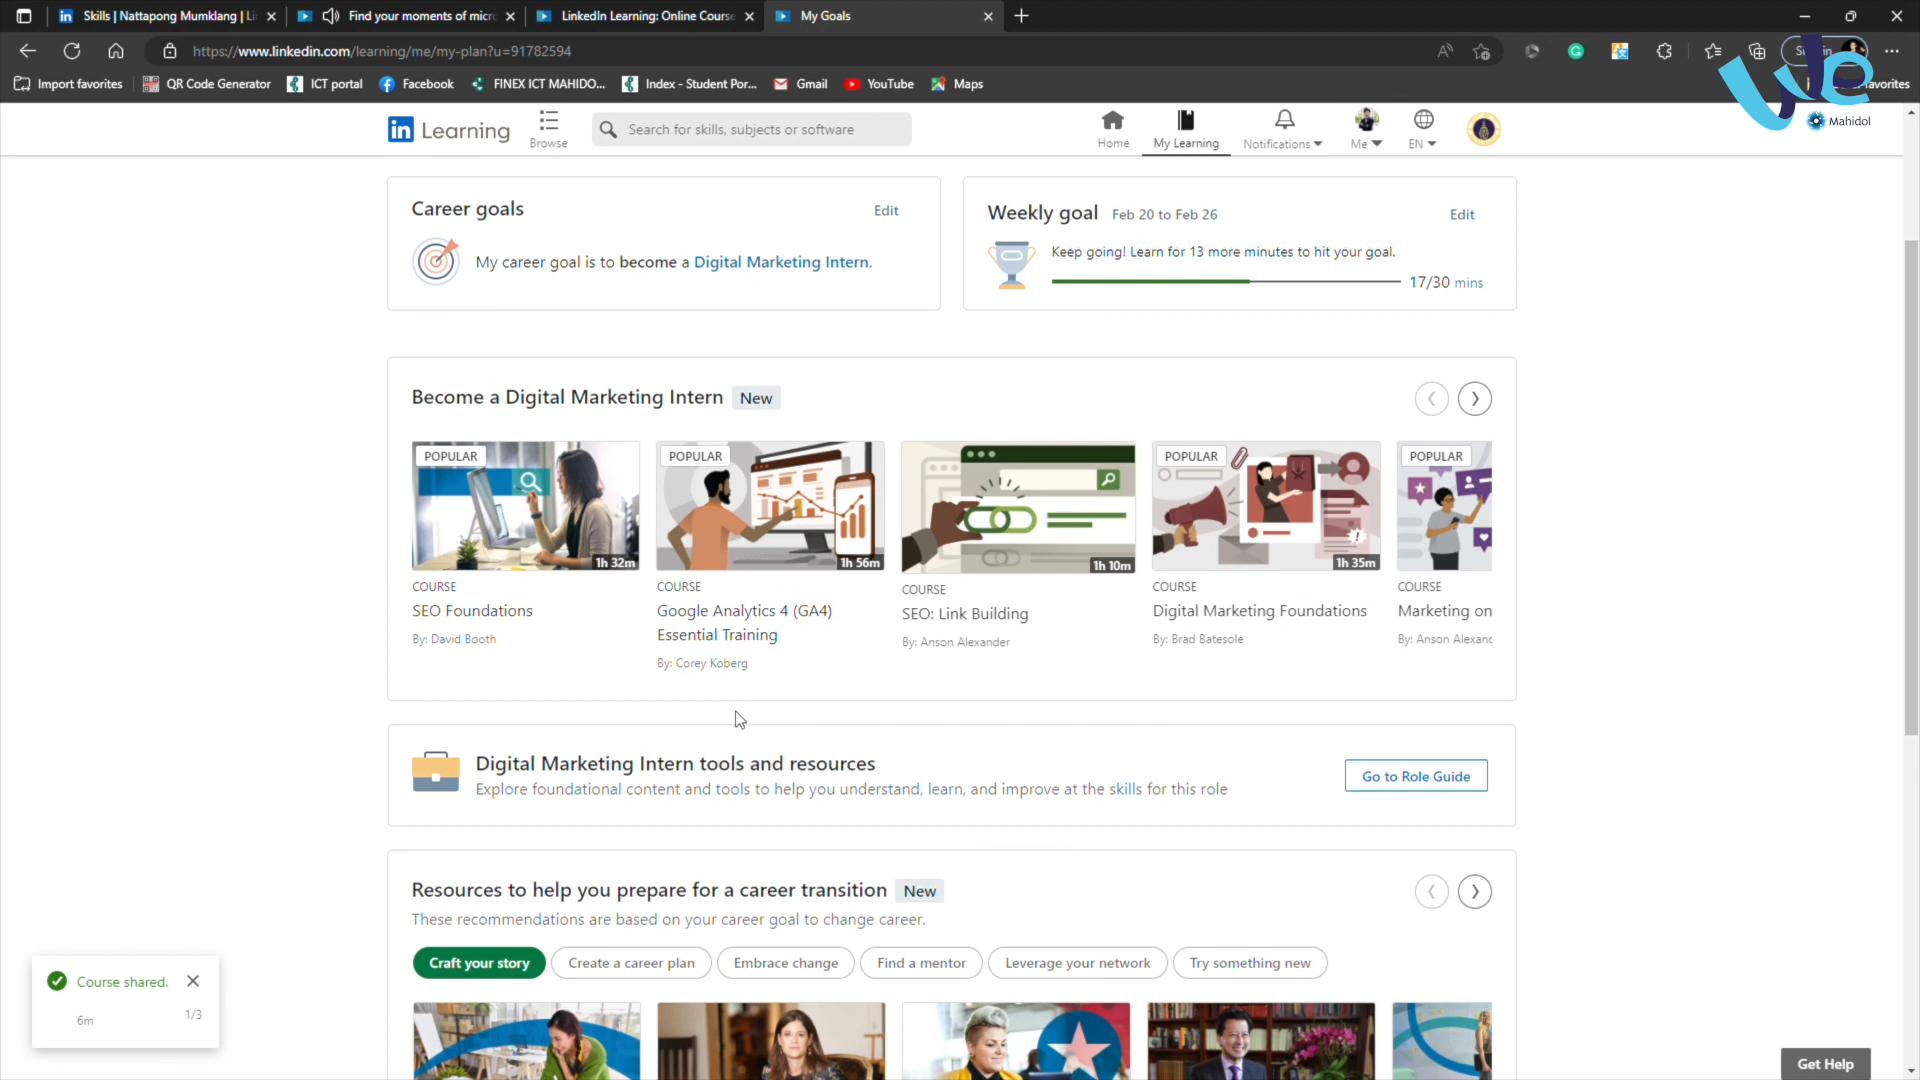 Skills | Nattapong Mumklang | Li
Find your moments of micro
LinkedIn Learning: Online Course
My Goals
https://www.linkedin.com/learning/me/my-plan?u=91782594
Import favorites
QR Code Generator
ICT portal
Facebook
FINEX ICT MAHIDO...
Index - Student Por...
Gmail
YouTube
Maps
favorites
Mahidol
in Learning
Browse
Search for skills, subjects or software
Home
My Learning
Notifications
Me
EN
Career goals
Edit
My career goal is to become a Digital Marketing Intern.
Weekly goal Feb 20 to Feb 26
Edit
Keep going! Learn for 13 more minutes to hit your goal.
17/30 mins
Become a Digital Marketing Intern New
POPULAR
1h 32m
COURSE
SEO Foundations
By: David Booth
POPULAR
1h 56m
COURSE
Google Analytics 4 (GA4)
Essential Training
By: Corey Koberg
1h 10m
COURSE
SEO: Link Building
By: Anson Alexander
POPULAR
1h 35m
COURSE
Digital Marketing Foundations
By: Brad Batesole
POPULAR
COURSE
Marketing on
By: Anson Alexanc
Digital Marketing Intern tools and resources
Explore foundational content and tools to help you understand, learn, and improve at the skills for this role
Go to Role Guide
Resources to help you prepare for a career transition New
These recommendations are based on your career goal to change career.
Craft your story
Create a career plan
Embrace change
Find a mentor
Leverage your network
Try something new
Course shared.
6m
1/3
Get Help